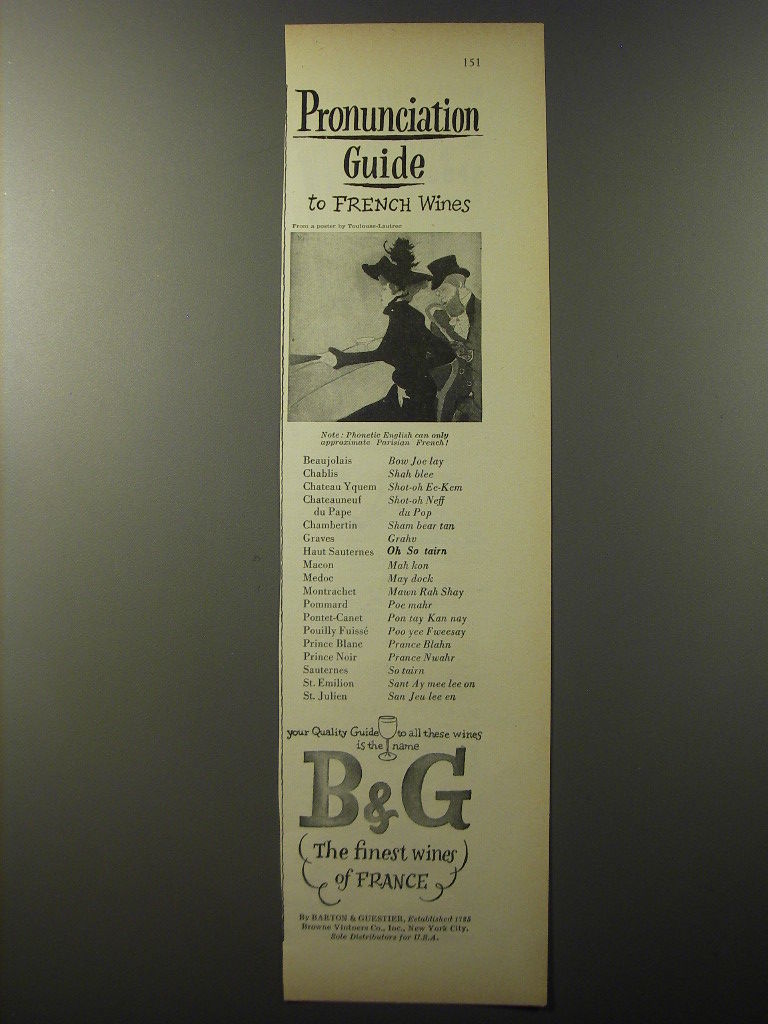 151
Pronunciation
Guide
to FRENCH Wines
From a poster by Toulouse-Lautrec
Note: Phonetic English can only
approximate Parisian French!
Beaujolais Bow Joe lay
Chablis Shah blee
Chateau Yquem Shot-oh Ee-Kem
Chateauneuf Shot-oh Neff
du Pape du Pop
Chambertin Sham bear tan
Graves Grahv
Haut Sauternes Oh So tairn
Macon Mah kon
Medoc May dock
Montrachet Mawn Rah Shay
Pommard Poe mahr
Pontet-Canet Pon tay Kan nay
Pouilly Fuissé Poo yee Fweesay
Prince Blanc Prance Blahn
Prince Noir Prance Nwahr
Sauternes So tairn
St. Emilion Sant Ay mee lee on
St. Julien San Jeu lee en
your Quality Guide to all these wines
is the name
B&G
(The finest wines)
of FRANCE
By BARTON & GUESTIER, Established 1725
Browne Vintners Co., Inc., New York City.
Sole Distributors for U.S.A.